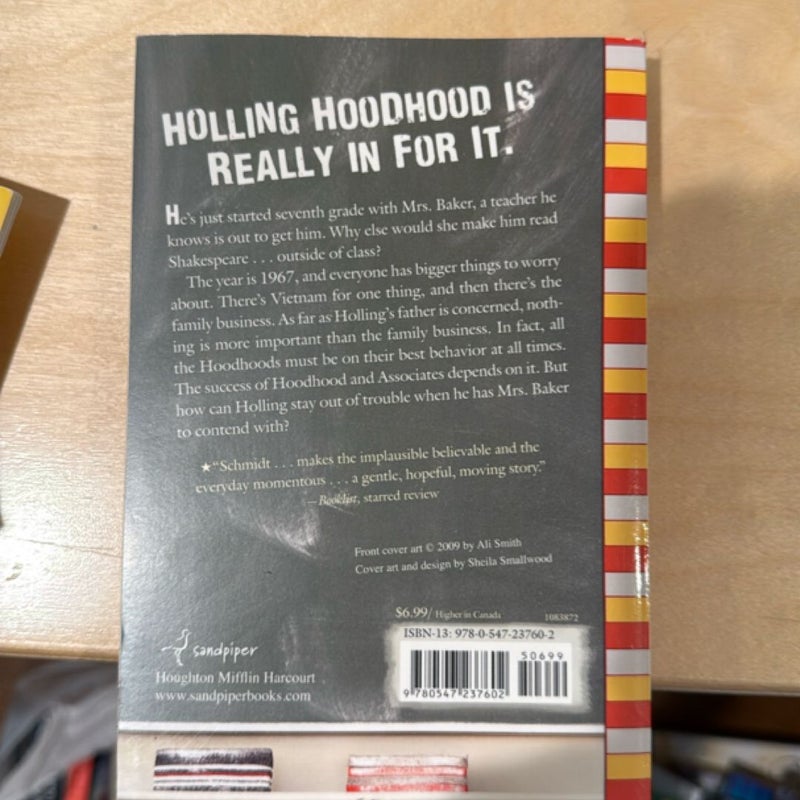 HOLLING HOODHOOD IS
REALLY IN FOR IT.
He's just started seventh grade with Mrs. Baker, a teacher he
knows is out to get him. Why else would she make him read
Shakespeare . . . outside of class?
The year is 1967, and everyone has bigger things to worry
about. There's Vietnam for one thing, and then there's the
family business. As far as Holling's father is concerned, noth-
ing is more important than the family business. In fact, all
the Hoodhoods must be on their best behavior at all times.
The success of Hoodhood and Associates depends on it. But
how can Holling stay out of trouble when he has Mrs. Baker
to contend with?
★"Schmidt . . . makes the implausible believable and the
everyday momentous . . . a gentle, hopeful, moving story."
—Booklist, starred review
Front cover art © 2009 by Ali Smith
Cover art and design by Sheila Smallwood
$6.99/ Higher in Canada 1083872
ISBN-13: 978-0-547-23760-2
50699
9 780547 237602
sandpiper
Houghton Mifflin Harcourt
www.sandpiperbooks.com